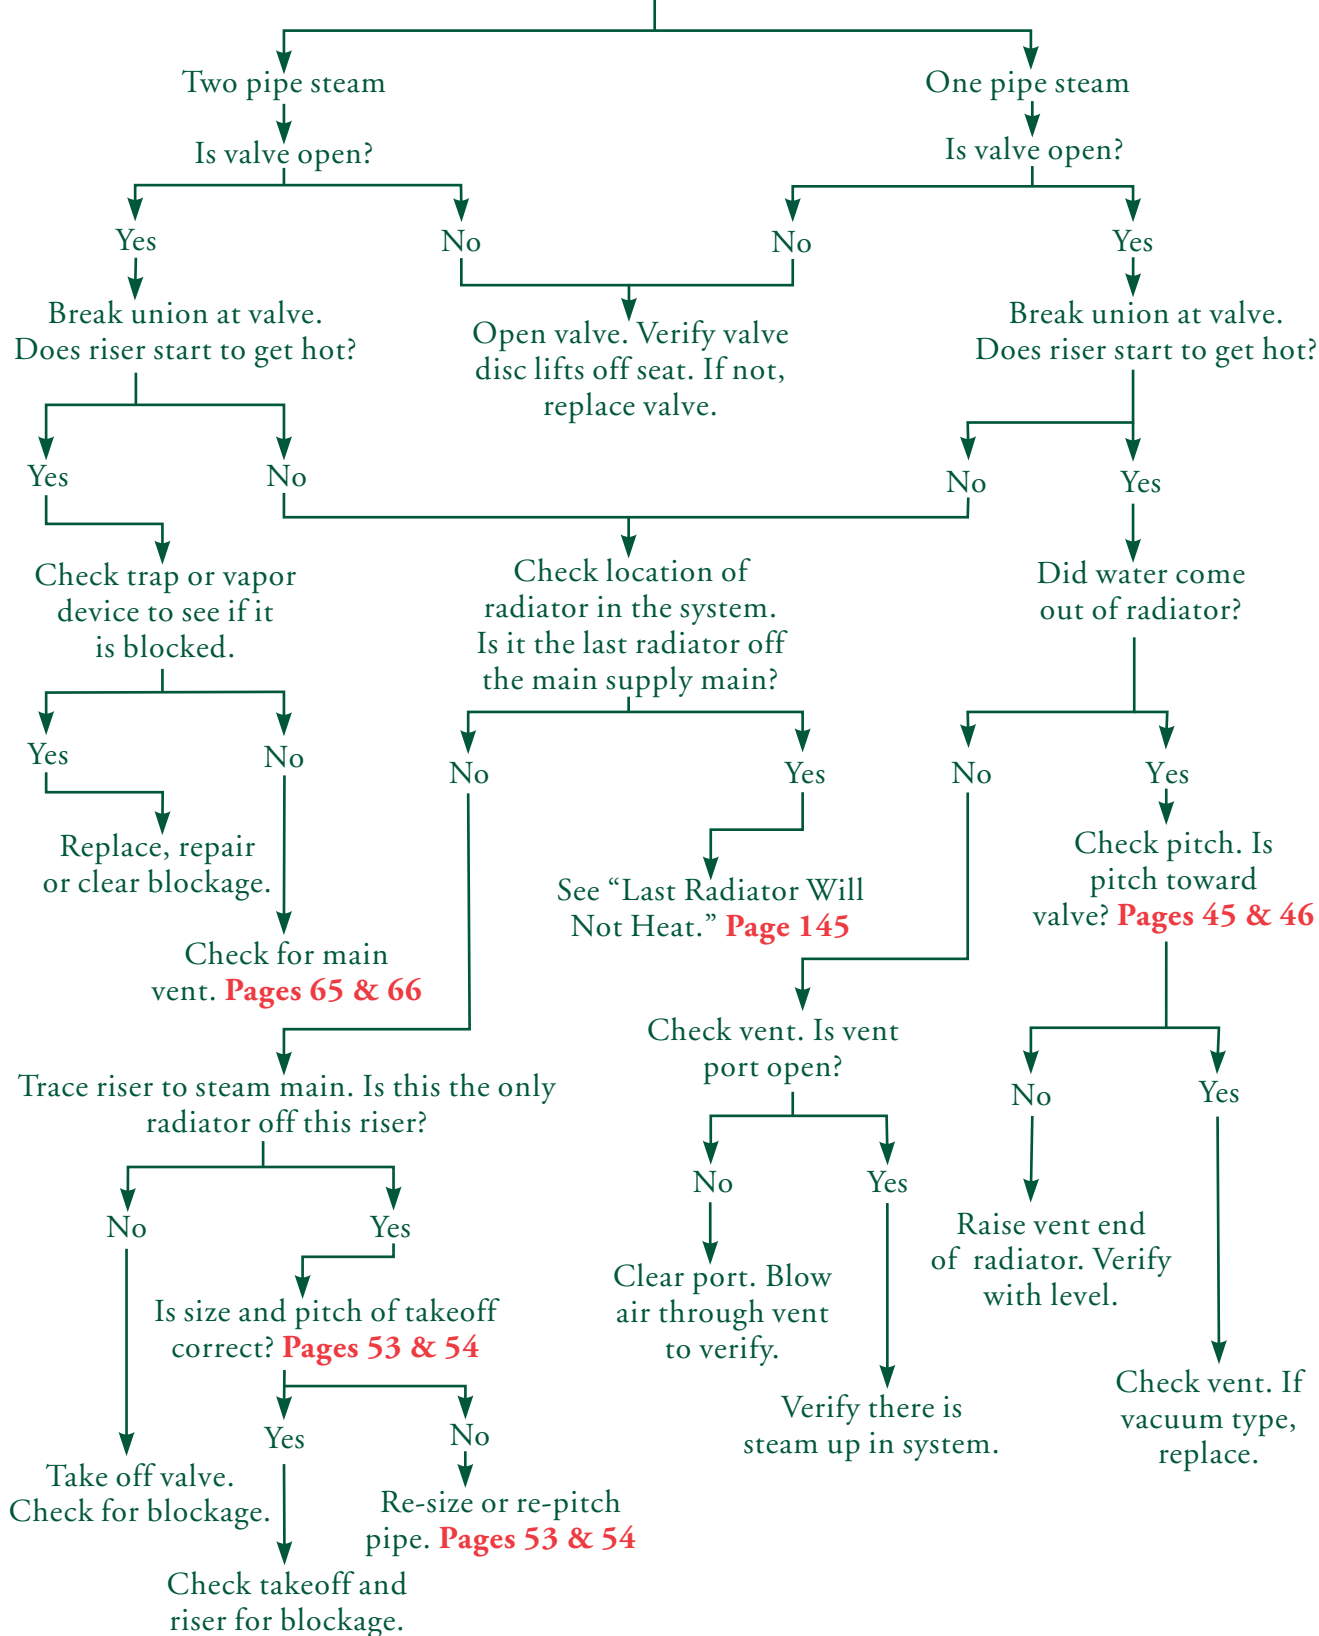 Two pipe steam
One pipe steam
Is valve open?
Is valve open?
Yes
No
No
Yes
Break union at valve.
Does riser start to get hot?
Open valve. Verify valve
disc lifts off seat. If not,
replace valve.
Break union at valve.
Does riser start to get hot?
Yes
No
No
Yes
Check trap or vapor
device to see if it
is blocked.
Check location of
radiator in the system.
Is it the last radiator off
the main supply main?
Did water come
out of radiator?
Yes
No
No
Yes
No
Yes
Replace, repair
or clear blockage.
See “Last Radiator Will
Not Heat.” Page 145
Check pitch. Is
pitch toward
valve? Pages 45 & 46
Check for main
vent. Pages 65 & 66
Check vent. Is vent
port open?
Trace riser to steam main. Is this the only
radiator off this riser?
No
Yes
No
Yes
No
Yes
Raise vent end
of radiator. Verify
with level.
Clear port. Blow
air through vent
to verify.
Is size and pitch of takeoff
correct? Pages 53 & 54
Check vent. If
vacuum type,
replace.
Verify there is
steam up in system.
Yes
No
Take off valve.
Check for blockage.
Re-size or re-pitch
pipe. Pages 53 & 54
Check takeoff and
riser for blockage.